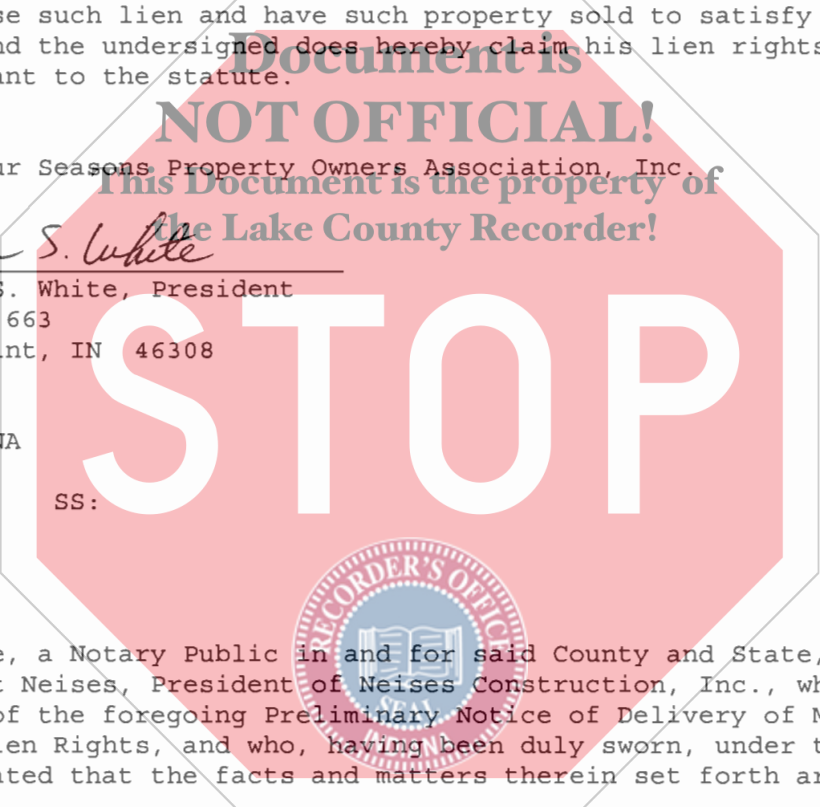 se such lien and have such property sold to satisfy
nd the undersigned does hereby claim his lien rights
Document is
ant to the statute.
NOT OFFICIAL!
ur Seasons Property Owners Association, Inc.
This Document is the property of
the Lake County Recorder!
S. White
S. White, President
663
int, IN 46308
STOP
NA
SS:
RECORDER'S OFFICE
e, a Notary Public in and for said County and State,
t Neises, President of Neises Construction, Inc., wh
SEAL
of the foregoing Preliminary Notice of Delivery of M
ien Rights, and who, having been duly sworn, under t
INDIANA
ated that the facts and matters therein set forth ar